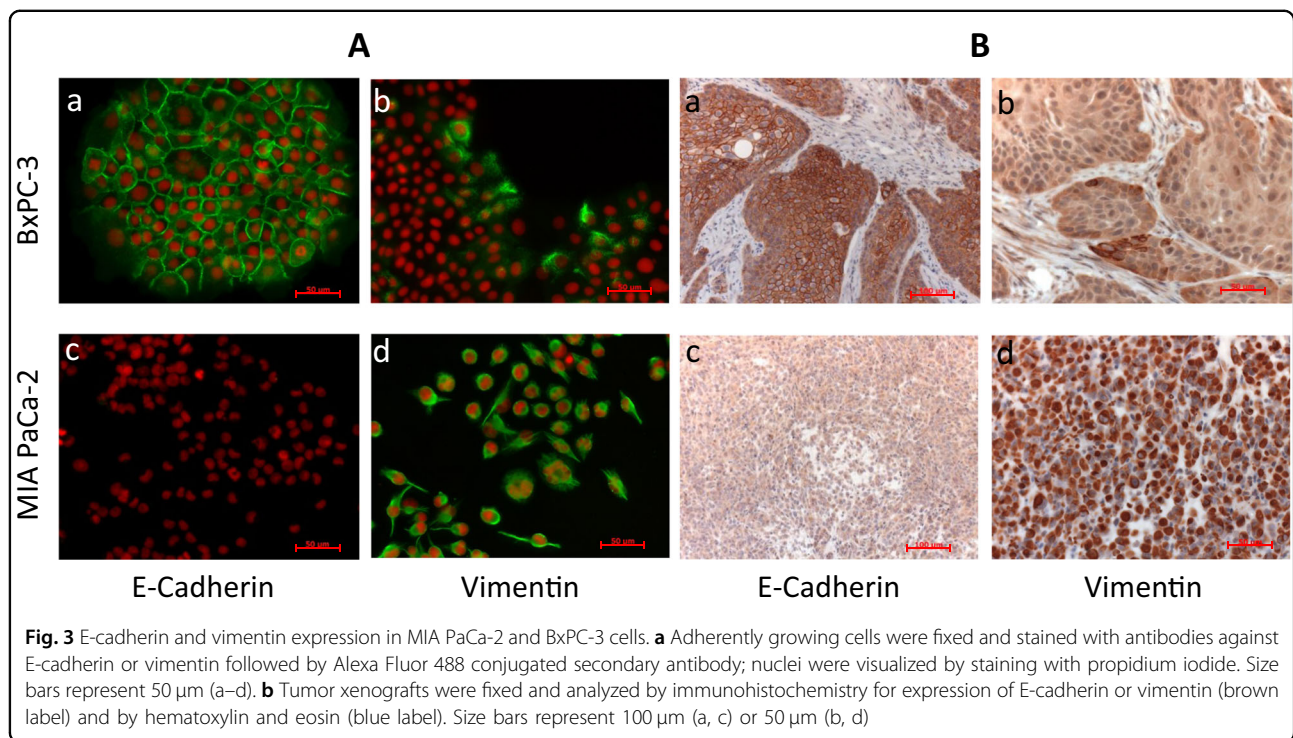 A
B
a
b
a
b
BxPC-3
50 µm
50 µm
100 µm
50 µm
c
d
c
d
MIA PaCa-2
50 µm
50 µm
100 µm
50 µm
E-Cadherin
Vimentin
E-Cadherin
Vimentin
Fig. 3 E-cadherin and vimentin expression in MIA PaCa-2 and BxPC-3 cells. a Adherently growing cells were fixed and stained with antibodies against
E-cadherin or vimentin followed by Alexa Fluor 488 conjugated secondary antibody; nuclei were visualized by staining with propidium iodide. Size
bars represent 50 µm (a–d). b Tumor xenografts were fixed and analyzed by immunohistochemistry for expression of E-cadherin or vimentin (brown
label) and by hematoxylin and eosin (blue label). Size bars represent 100 µm (a, c) or 50 µm (b, d)